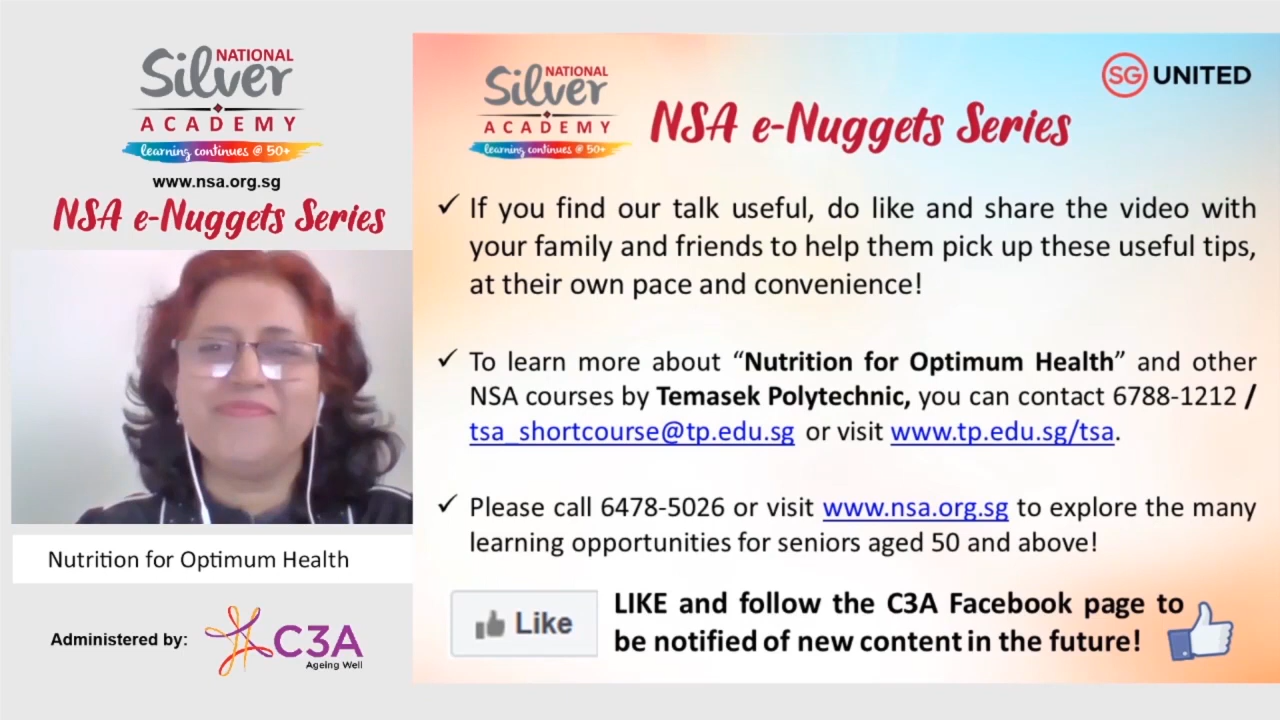 NATIONAL
Silver
ACADEMY
learning continues @ 50+
www.nsa.org.sg
NSA e-Nuggets Series
Nutrition for Optimum Health
Administered by:
C3A
Ageing Well
NATIONAL
Silver
ACADEMY
learning continues @ 50+
NSA e-Nuggets Series
SG UNITED
✓ If you find our talk useful, do like and share the video with
your family and friends to help them pick up these useful tips,
at their own pace and convenience!
✓ To learn more about “Nutrition for Optimum Health” and other
NSA courses by Temasek Polytechnic, you can contact 6788-1212 /
tsa_shortcourse@tp.edu.sg or visit www.tp.edu.sg/tsa.
✓ Please call 6478-5026 or visit www.nsa.org.sg to explore the many
learning opportunities for seniors aged 50 and above!
Like
LIKE and follow the C3A Facebook page to
be notified of new content in the future!